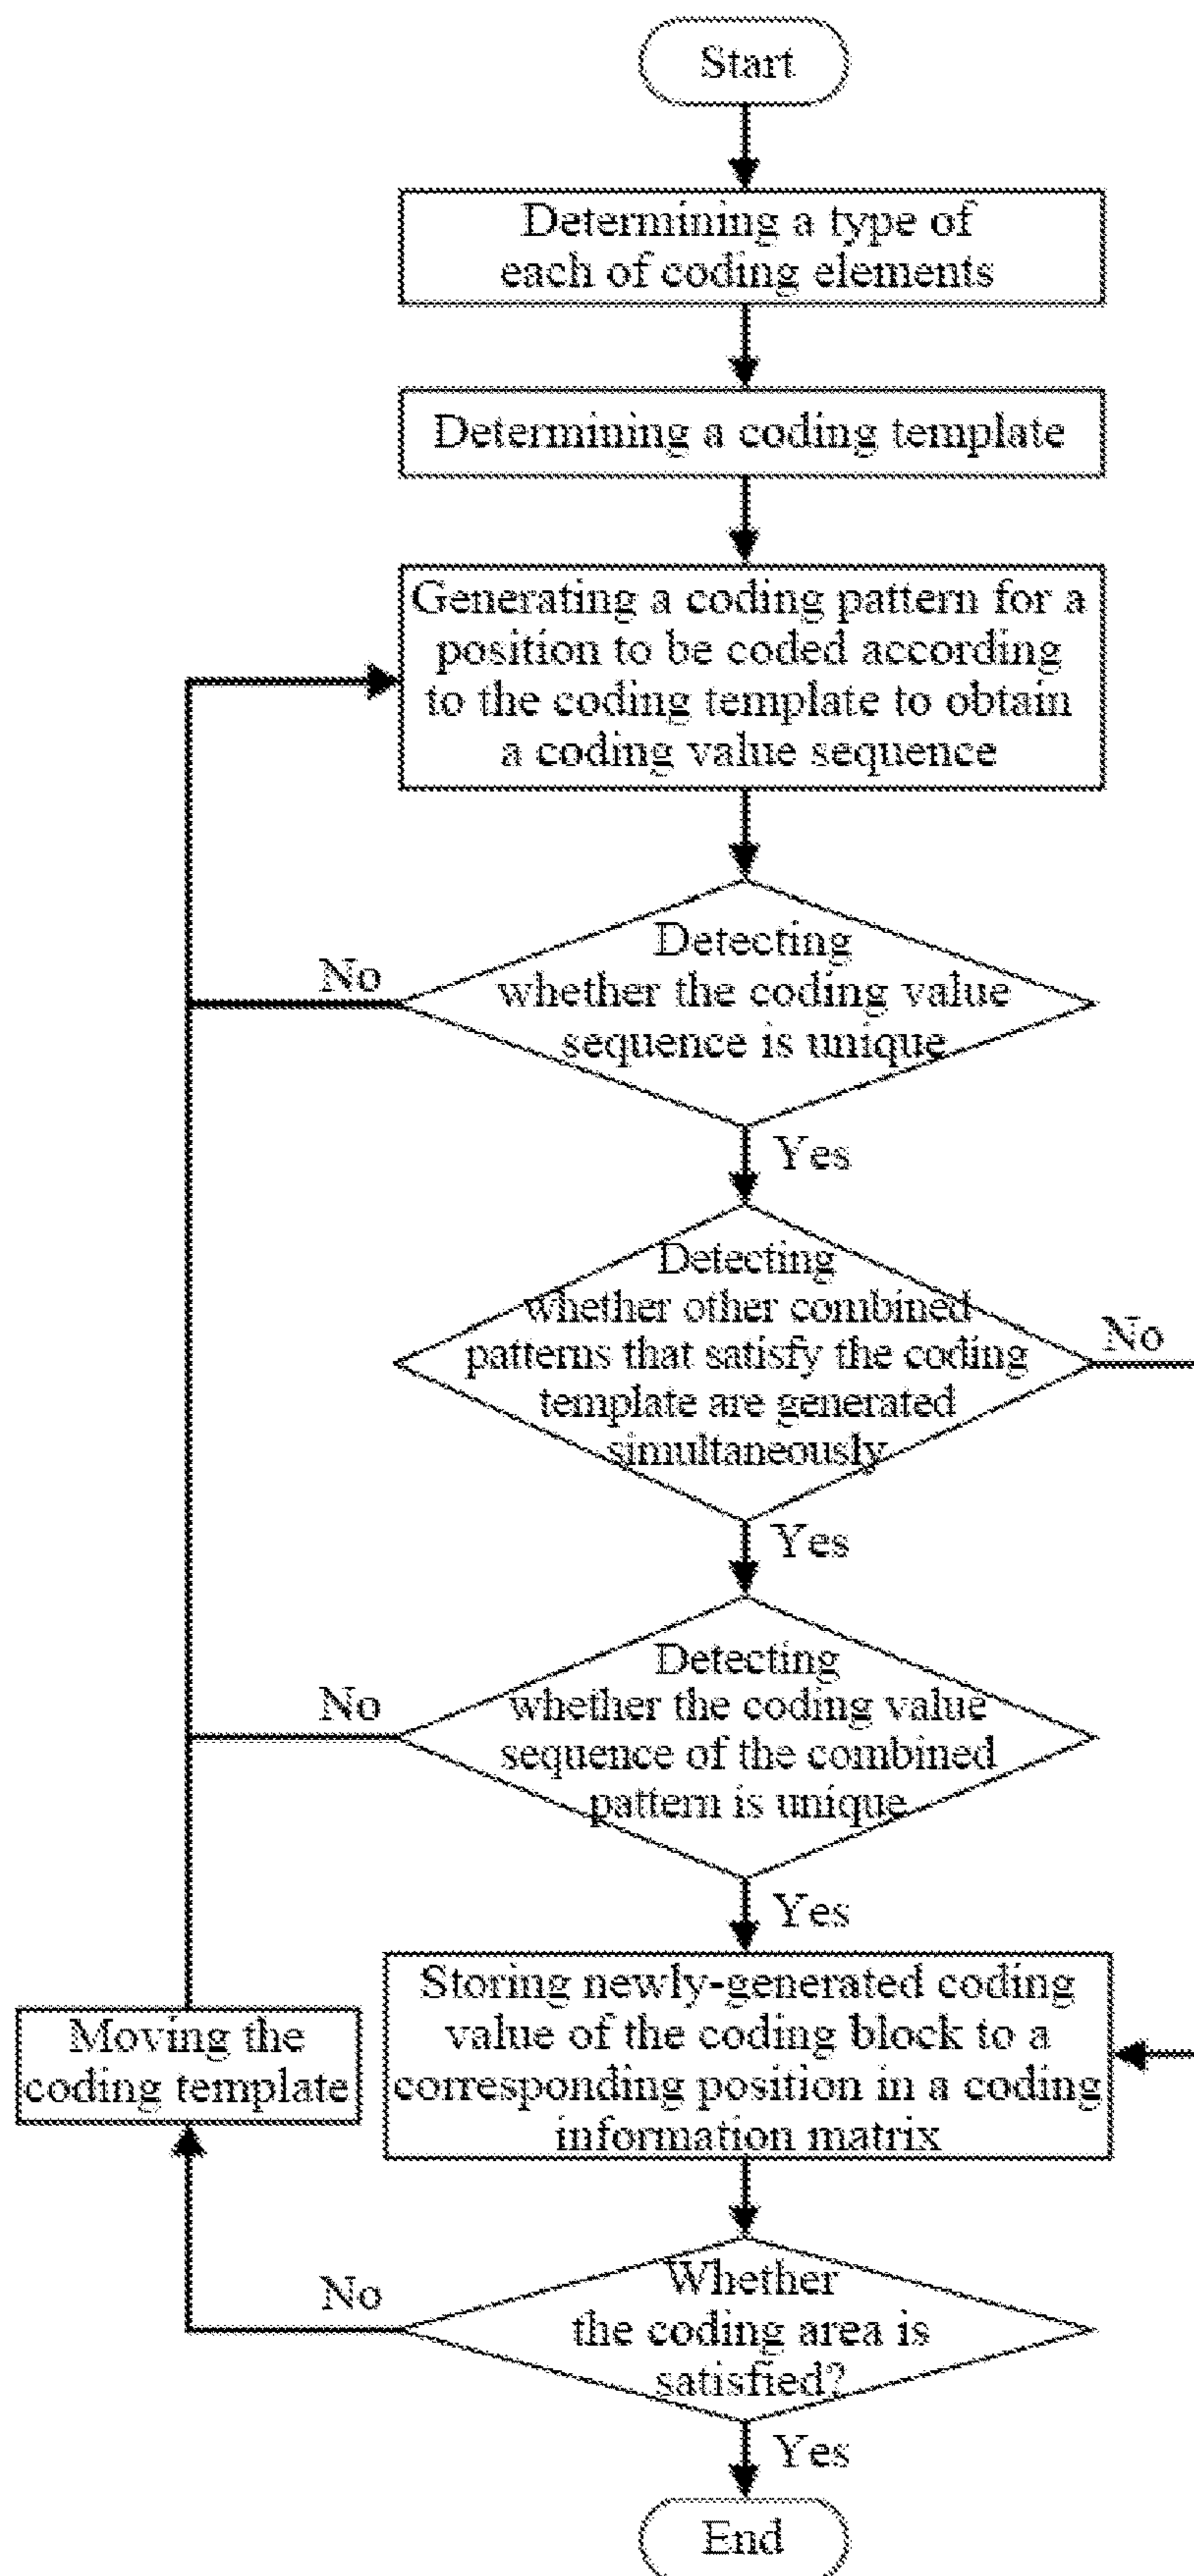 Start
Determining a type of
each of coding elements
Determining a coding template
Generating a coding pattern for a
position to be coded according
to the coding template to obtain
a coding value sequence
Detecting
whether the coding value
sequence is unique
No
Yes
Detecting
whether other combined
patterns that satisfy the coding
template are generated
simultaneously
No
Yes
Detecting
whether the coding value
sequence of the combined
pattern is unique
No
Yes
Storing newly-generated coding
value of the coding block to a
corresponding position in a coding
information matrix
Moving the
coding template
Whether
the coding area is
satisfied?
No
Yes
End